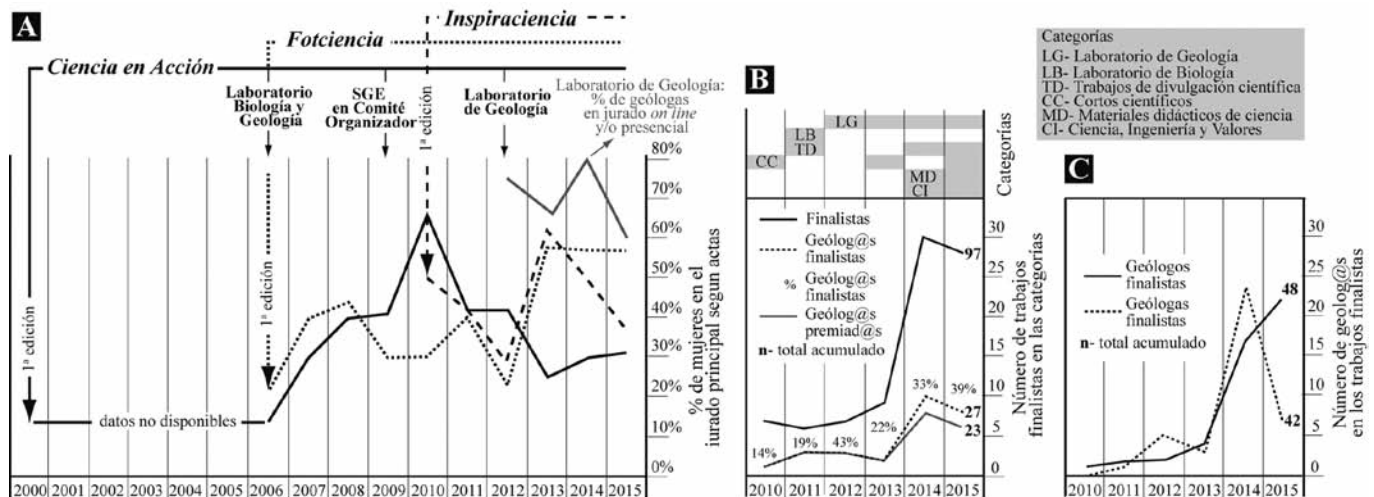 A
Inspiraciencia
Fotciencia
Ciencia en Acción
Laboratorio
Biología y
Geología
SGE
en Comité
Organizador
1ª edición
Laboratorio
de Geología
Laboratorio de Geología:
% de geólogas
en jurado on line
y/o presencial
1ª edición
1ª edición
datos no disponibles
80%
70%
60%
50%
40%
30%
20%
10%
0%
% de mujeres en el
jurado principal segun actas
2000 2001 2002 2003 2004 2005 2006 2007 2008 2009 2010 2011 2012 2013 2014 2015
B
LG
LB
TD
CC
MD
CI
Categorías
Finalistas
Geólog@s
finalistas
% Geólog@s
finalistas
Geólog@s
premiad@s
n- total acumulado
14%
19%
43%
22%
33%
39%
97
27
23
30
25
20
15
10
5
0
Número de trabajos
finalistas en las categorías
2010 2011 2012 2013 2014 2015
Categorías
LG- Laboratorio de Geología
LB- Laboratorio de Biología
TD- Trabajos de divulgación científica
CC- Cortos científicos
MD- Materiales didácticos de ciencia
CI- Ciencia, Ingeniería y Valores
C
Geólogos
finalistas
Geólogas
finalistas
n- total acumulado
48
42
30
25
20
15
10
5
0
Número de geolog@s
en los trabajos finalistas
2010 2011 2012 2013 2014 2015